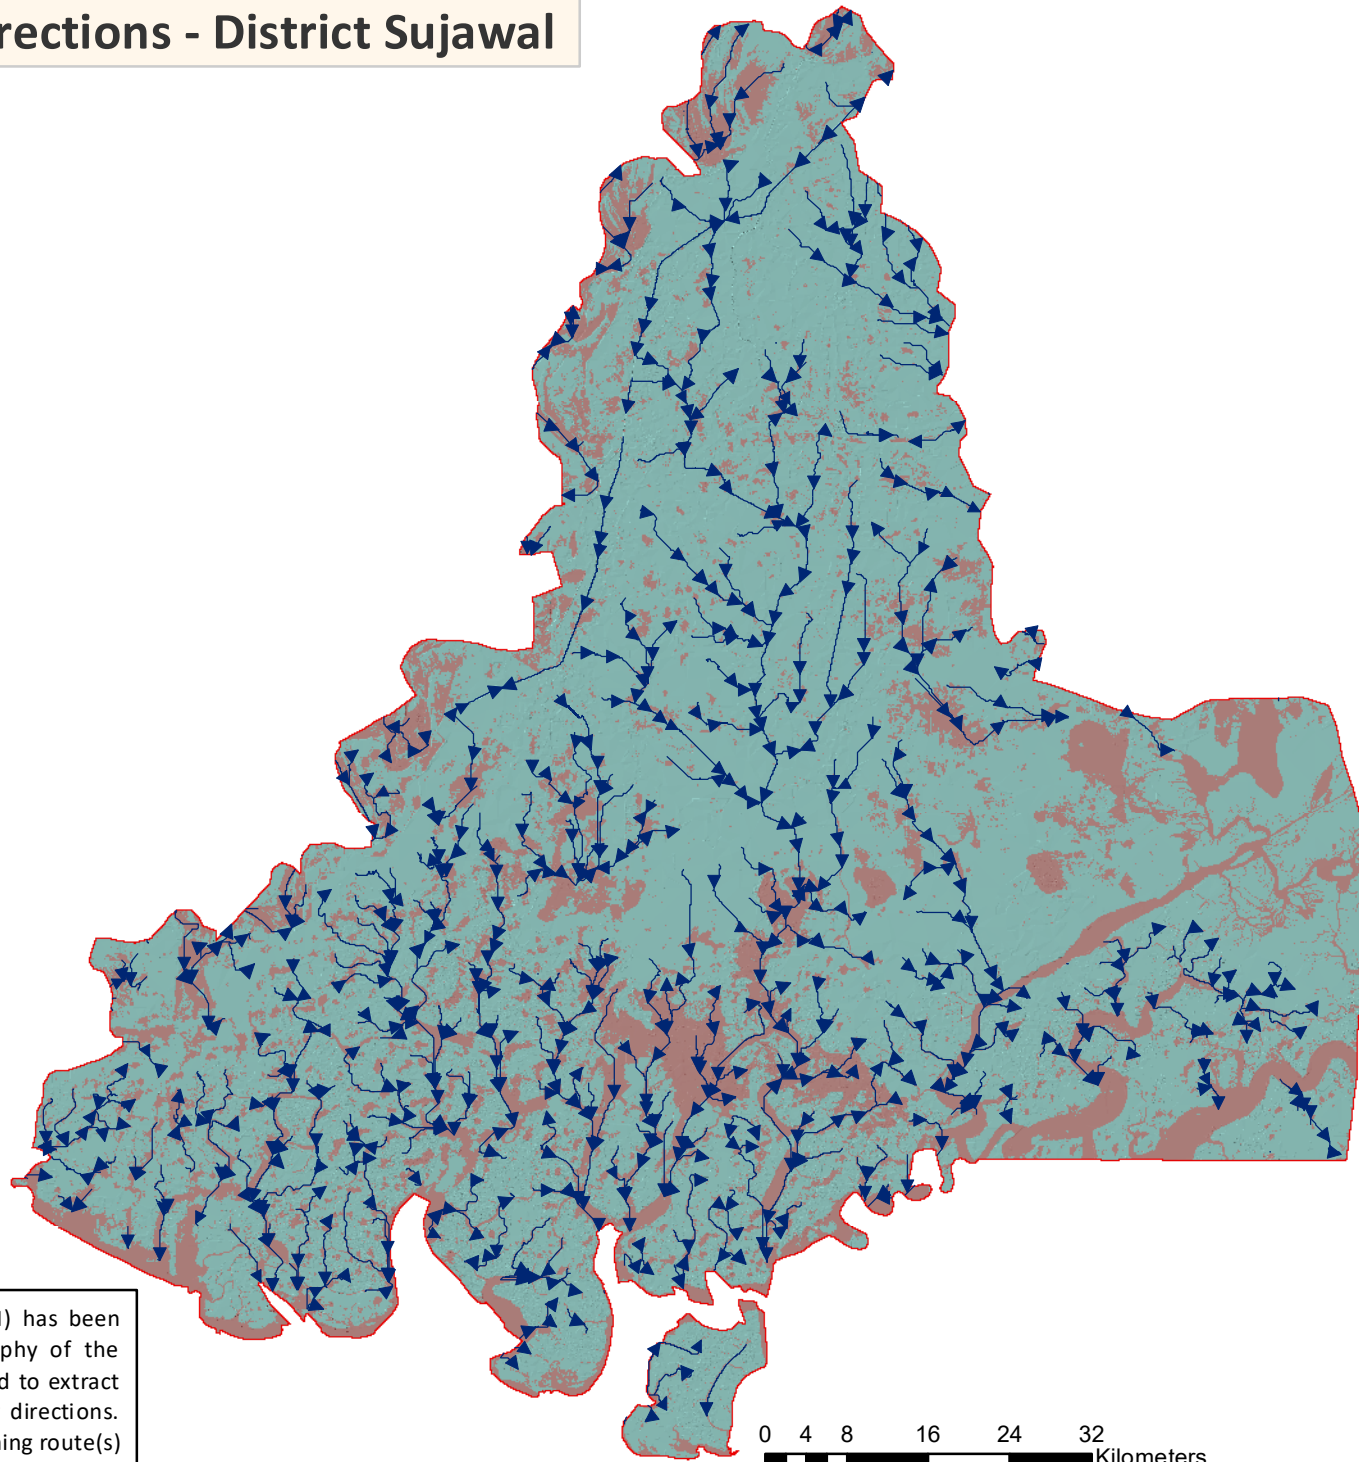 rections - District Sujawal
) has been
phy of the
d to extract
directions.
ing route(s)
0 4 8 16 24 32
Kilometers